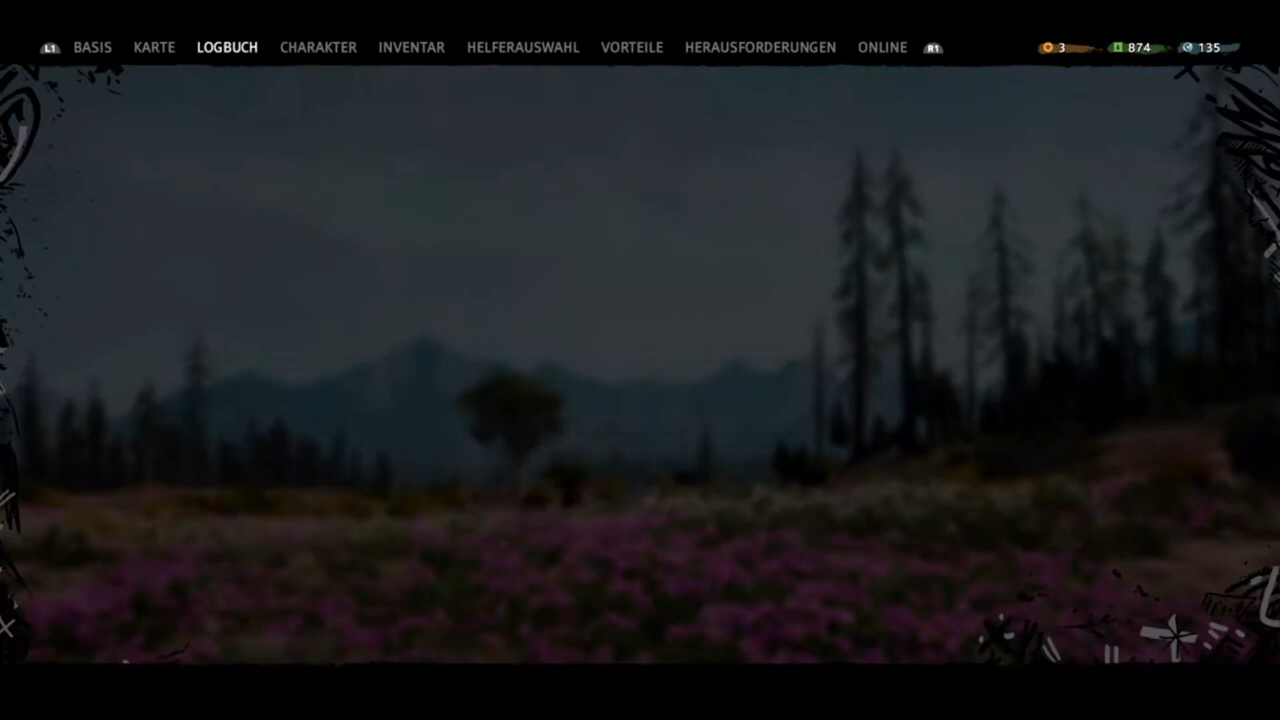 L1 BASIS KARTE LOGBUCH CHARAKTER INVENTAR HELFERAUSWAHL VORTEILE HERAUSFORDERUNGEN ONLINE R1 3 874 135